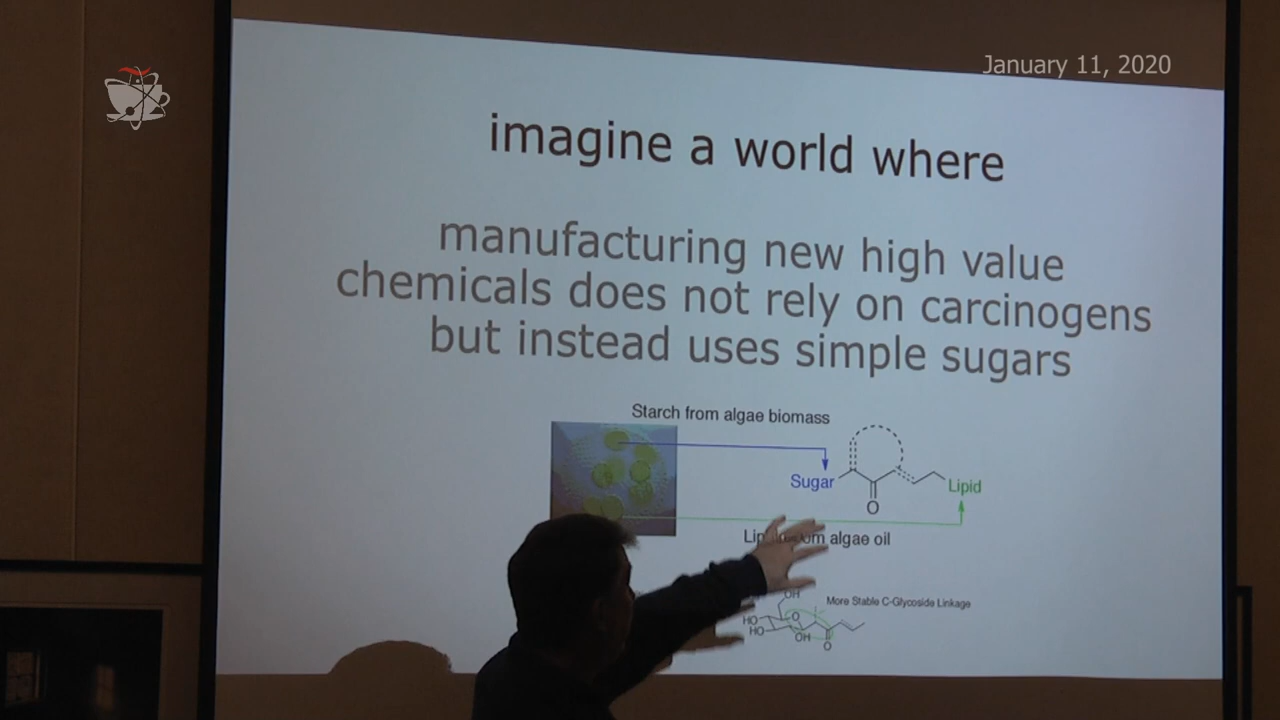 January 11, 2020
imagine a world where
manufacturing new high value
chemicals does not rely on carcinogens
but instead uses simple sugars
Starch from algae biomass
Sugar
Lipid
O
algae oil
OH
More Stable C-Glycoside Linkage
HO
O
HO
OH
O